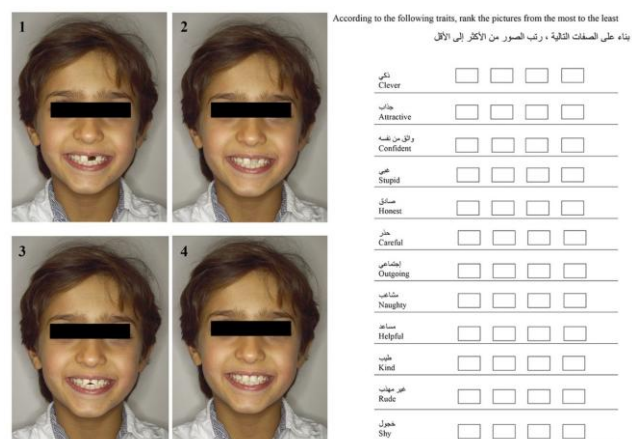 1
2
3
4
According to the following traits, rank the pictures from the most to the least
بناء على الصفات التالية ، رتب الصور من الأكثر إلى الأقل
ذكي
Clever
جذاب
Attractive
واثق من نفسه
Confident
غبي
Stupid
صادق
Honest
حذر
Careful
إجتماعي
Outgoing
مشاغب
Naughty
مساعد
Helpful
طيب
Kind
غير مهذب
Rude
خجول
Shy